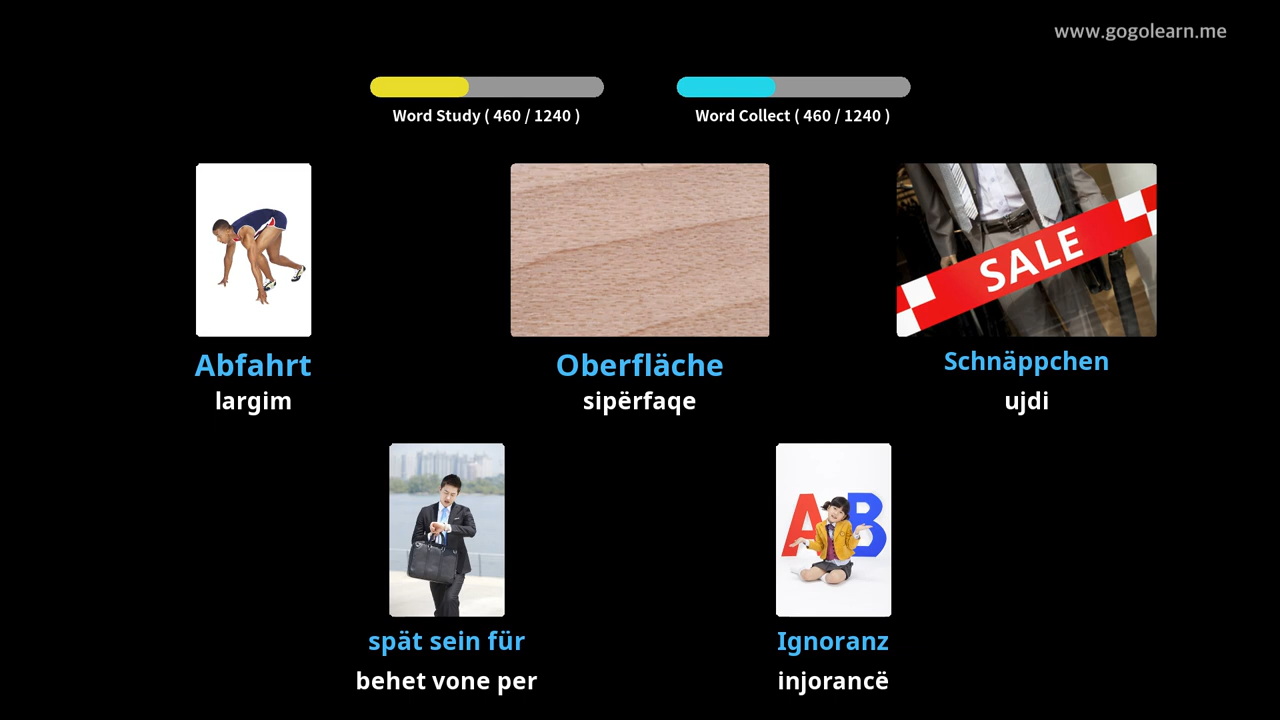 www.gogolearn.me
Word Study ( 460 / 1240 )
Word Collect ( 460 / 1240 )
SALE
Abfahrt
largim
Oberfläche
sipërfaqe
Schnäppchen
ujdi
A B
spät sein für
behet vone per
Ignoranz
injorancë